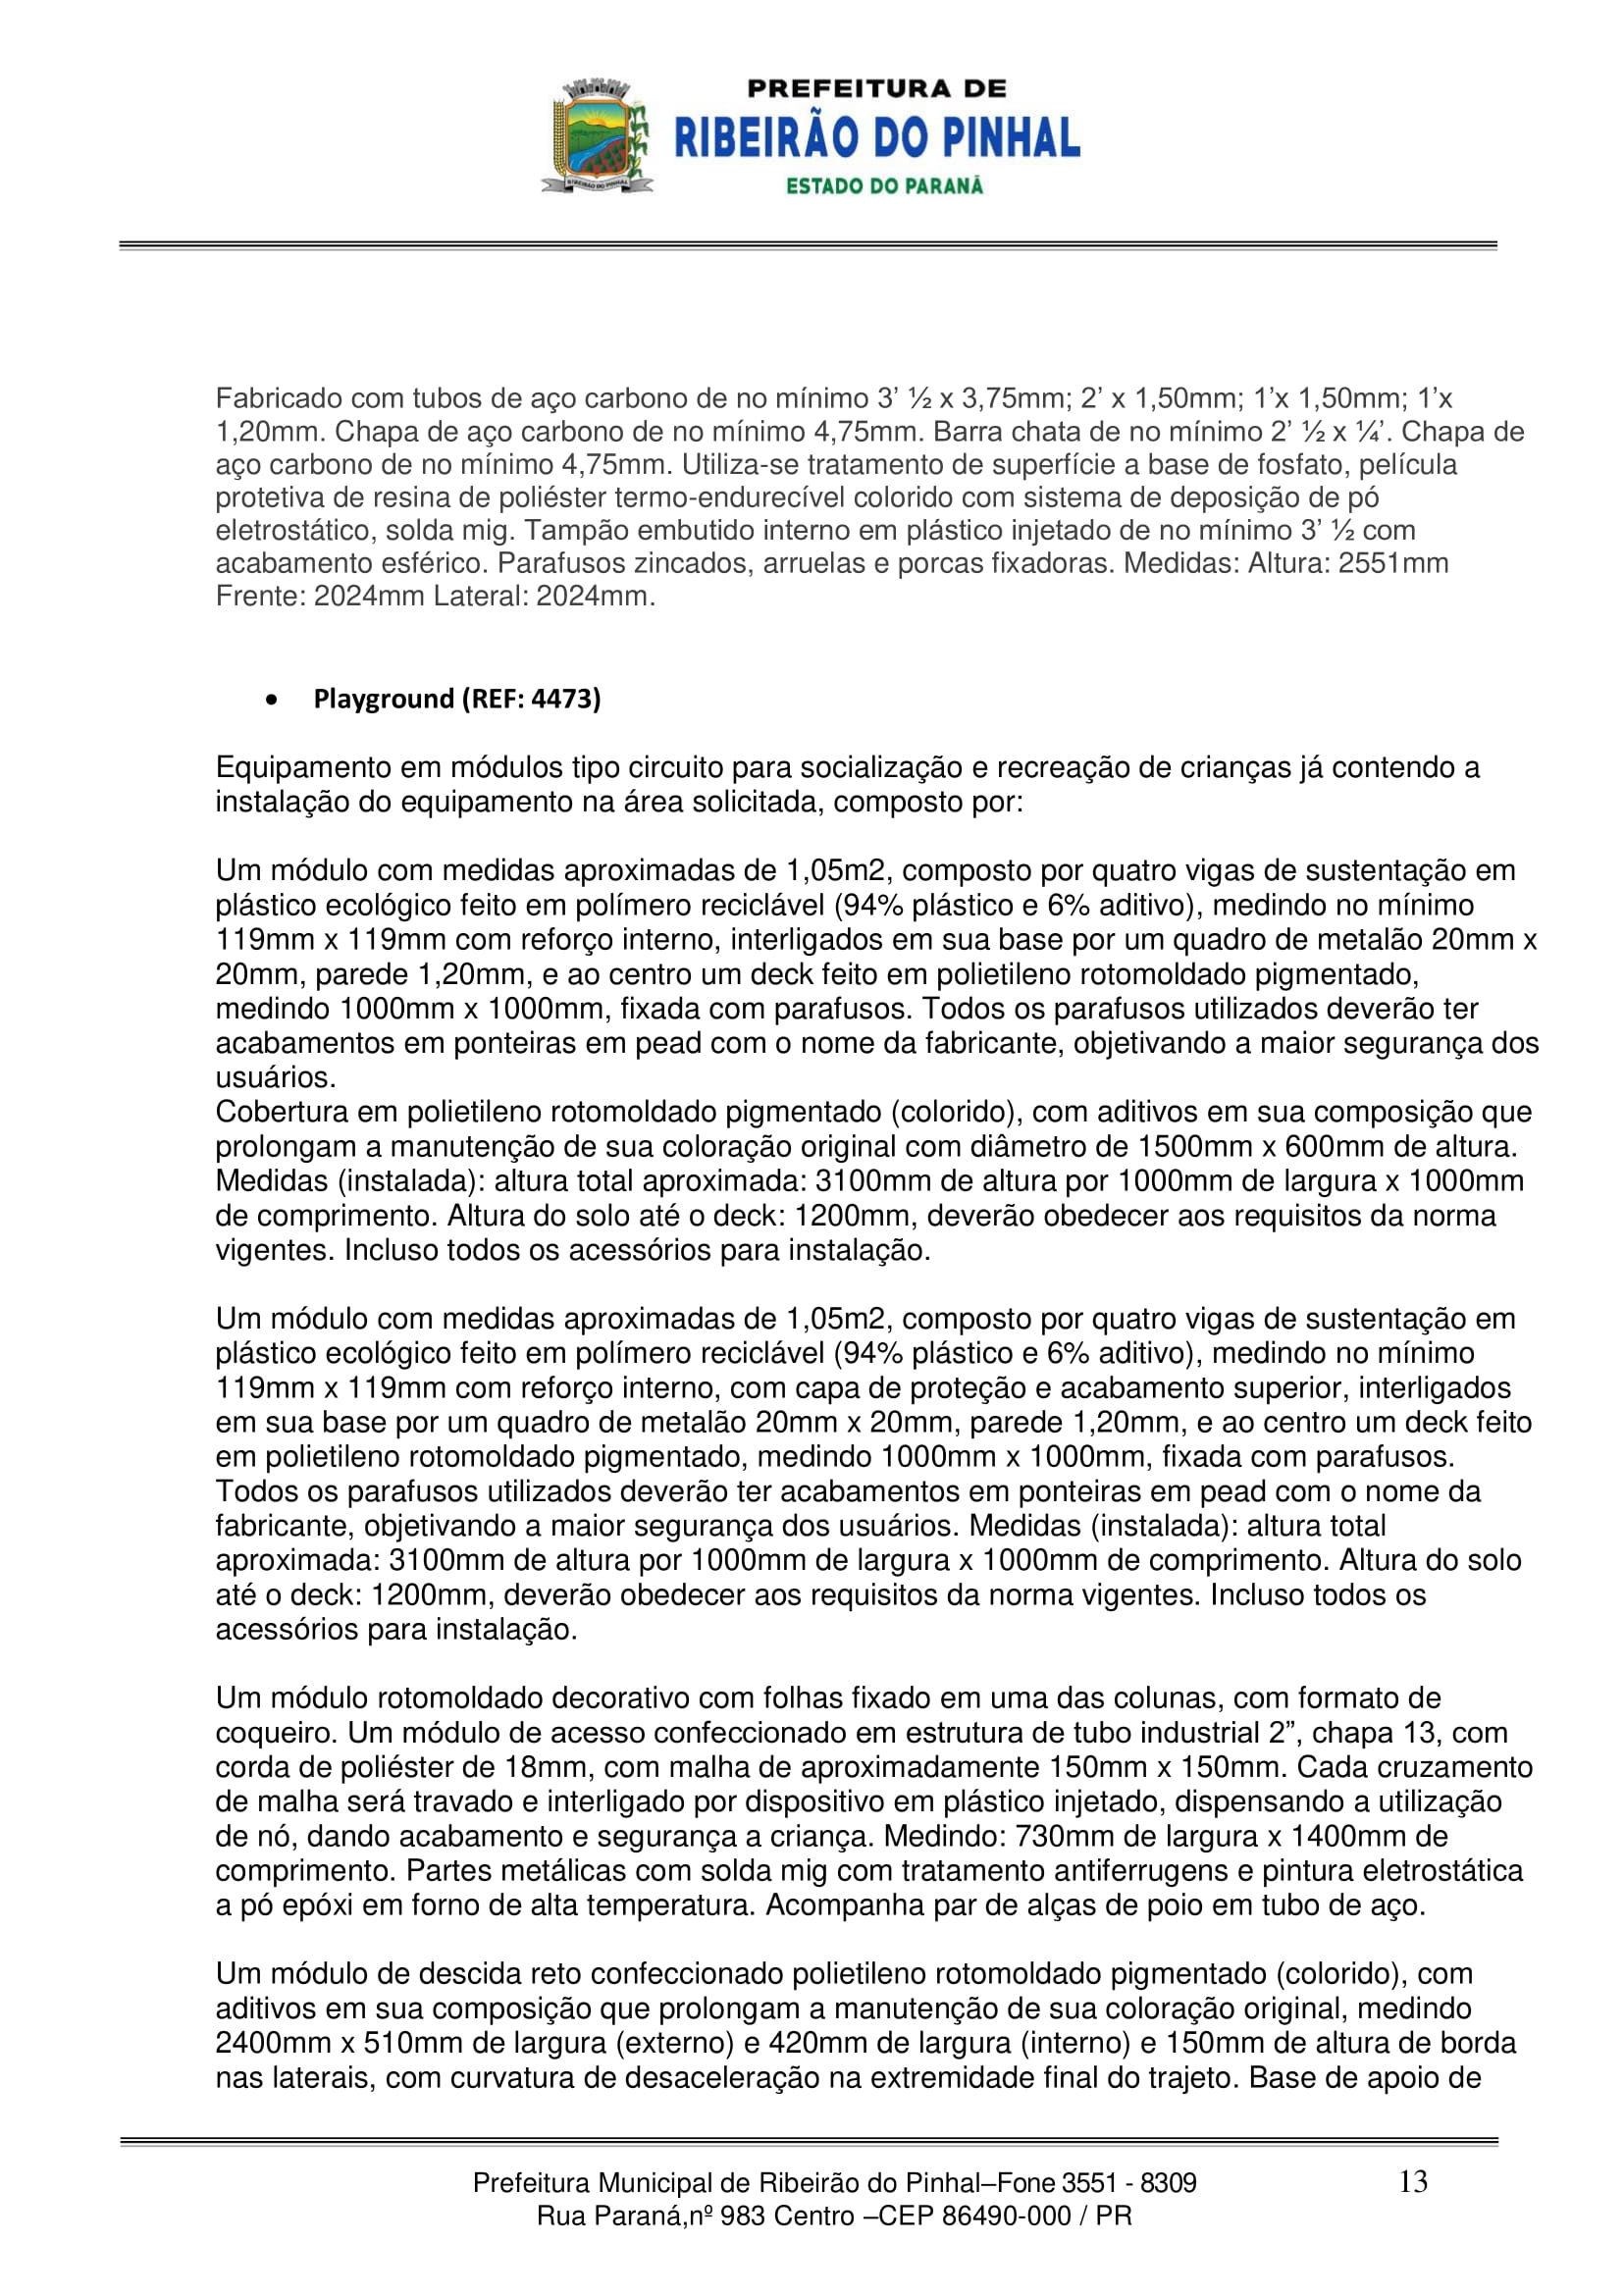 PREFEITURA DE
RIBEIRÃO DO PINHAL
ESTADO DO PARANÁ
RIBEIRÃO DO PINHAL
Fabricado com tubos de aço carbono de no mínimo 3’ ½ x 3,75mm; 2’ x 1,50mm; 1’x 1,50mm; 1’x
1,20mm. Chapa de aço carbono de no mínimo 4,75mm. Barra chata de no mínimo 2’ ½ x ¼’. Chapa de
aço carbono de no mínimo 4,75mm. Utiliza-se tratamento de superfície a base de fosfato, película
protetiva de resina de poliéster termo-endurecível colorido com sistema de deposição de pó
eletrostático, solda mig. Tampão embutido interno em plástico injetado de no mínimo 3’ ½ com
acabamento esférico. Parafusos zincados, arruelas e porcas fixadoras. Medidas: Altura: 2551mm
Frente: 2024mm Lateral: 2024mm.
• Playground (REF: 4473)
Equipamento em módulos tipo circuito para socialização e recreação de crianças já contendo a
instalação do equipamento na área solicitada, composto por:
Um módulo com medidas aproximadas de 1,05m2, composto por quatro vigas de sustentação em
plástico ecológico feito em polímero reciclável (94% plástico e 6% aditivo), medindo no mínimo
119mm x 119mm com reforço interno, interligados em sua base por um quadro de metalão 20mm x
20mm, parede 1,20mm, e ao centro um deck feito em polietileno rotomoldado pigmentado,
medindo 1000mm x 1000mm, fixada com parafusos. Todos os parafusos utilizados deverão ter
acabamentos em ponteiras em pead com o nome da fabricante, objetivando a maior segurança dos
usuários.
Cobertura em polietileno rotomoldado pigmentado (colorido), com aditivos em sua composição que
prolongam a manutenção de sua coloração original com diâmetro de 1500mm x 600mm de altura.
Medidas (instalada): altura total aproximada: 3100mm de altura por 1000mm de largura x 1000mm
de comprimento. Altura do solo até o deck: 1200mm, deverão obedecer aos requisitos da norma
vigentes. Incluso todos os acessórios para instalação.
Um módulo com medidas aproximadas de 1,05m2, composto por quatro vigas de sustentação em
plástico ecológico feito em polímero reciclável (94% plástico e 6% aditivo), medindo no mínimo
119mm x 119mm com reforço interno, com capa de proteção e acabamento superior, interligados
em sua base por um quadro de metalão 20mm x 20mm, parede 1,20mm, e ao centro um deck feito
em polietileno rotomoldado pigmentado, medindo 1000mm x 1000mm, fixada com parafusos.
Todos os parafusos utilizados deverão ter acabamentos em ponteiras em pead com o nome da
fabricante, objetivando a maior segurança dos usuários. Medidas (instalada): altura total
aproximada: 3100mm de altura por 1000mm de largura x 1000mm de comprimento. Altura do solo
até o deck: 1200mm, deverão obedecer aos requisitos da norma vigentes. Incluso todos os
acessórios para instalação.
Um módulo rotomoldado decorativo com folhas fixado em uma das colunas, com formato de
coqueiro. Um módulo de acesso confeccionado em estrutura de tubo industrial 2”, chapa 13, com
corda de poliéster de 18mm, com malha de aproximadamente 150mm x 150mm. Cada cruzamento
de malha será travado e interligado por dispositivo em plástico injetado, dispensando a utilização
de nó, dando acabamento e segurança a criança. Medindo: 730mm de largura x 1400mm de
comprimento. Partes metálicas com solda mig com tratamento antiferrugens e pintura eletrostática
a pó epóxi em forno de alta temperatura. Acompanha par de alças de poio em tubo de aço.
Um módulo de descida reto confeccionado polietileno rotomoldado pigmentado (colorido), com
aditivos em sua composição que prolongam a manutenção de sua coloração original, medindo
2400mm x 510mm de largura (externo) e 420mm de largura (interno) e 150mm de altura de borda
nas laterais, com curvatura de desaceleração na extremidade final do trajeto. Base de apoio de
Prefeitura Municipal de Ribeirão do Pinhal–Fone 3551 - 8309 13
Rua Paraná,nº 983 Centro –CEP 86490-000 / PR